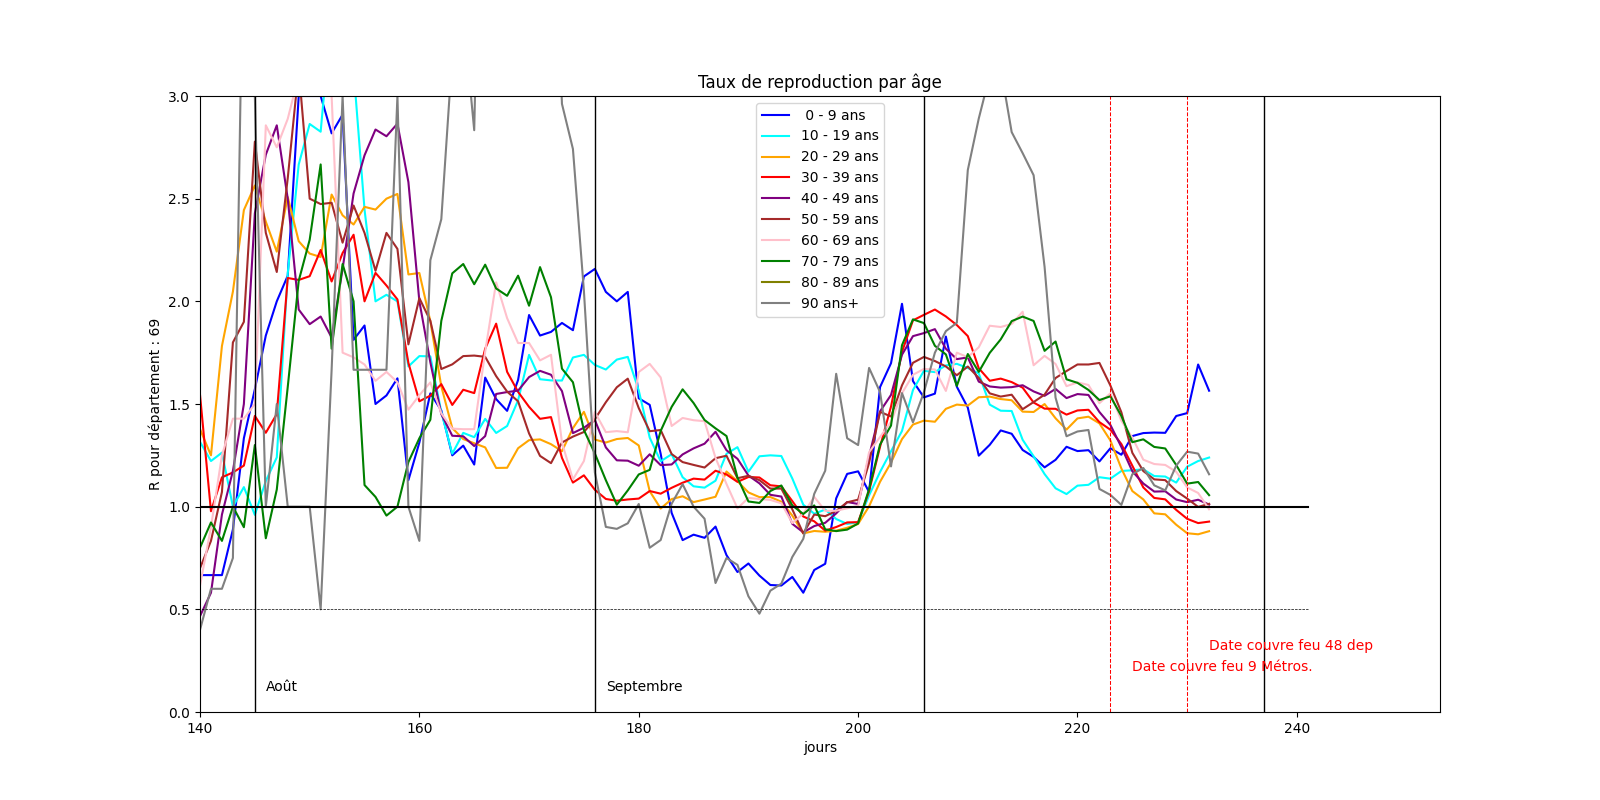 Taux de reproduction par âge
R pour département : 69
3.0
2.5
2.0
1.5
1.0
0.5
0.0
0 - 9 ans
10 - 19 ans
20 - 29 ans
30 - 39 ans
40 - 49 ans
50 - 59 ans
60 - 69 ans
70 - 79 ans
80 - 89 ans
90 ans+
Date couvre feu 48 dep
Date couvre feu 9 Métros.
Août
Septembre
140
160
180
200
220
240
jours